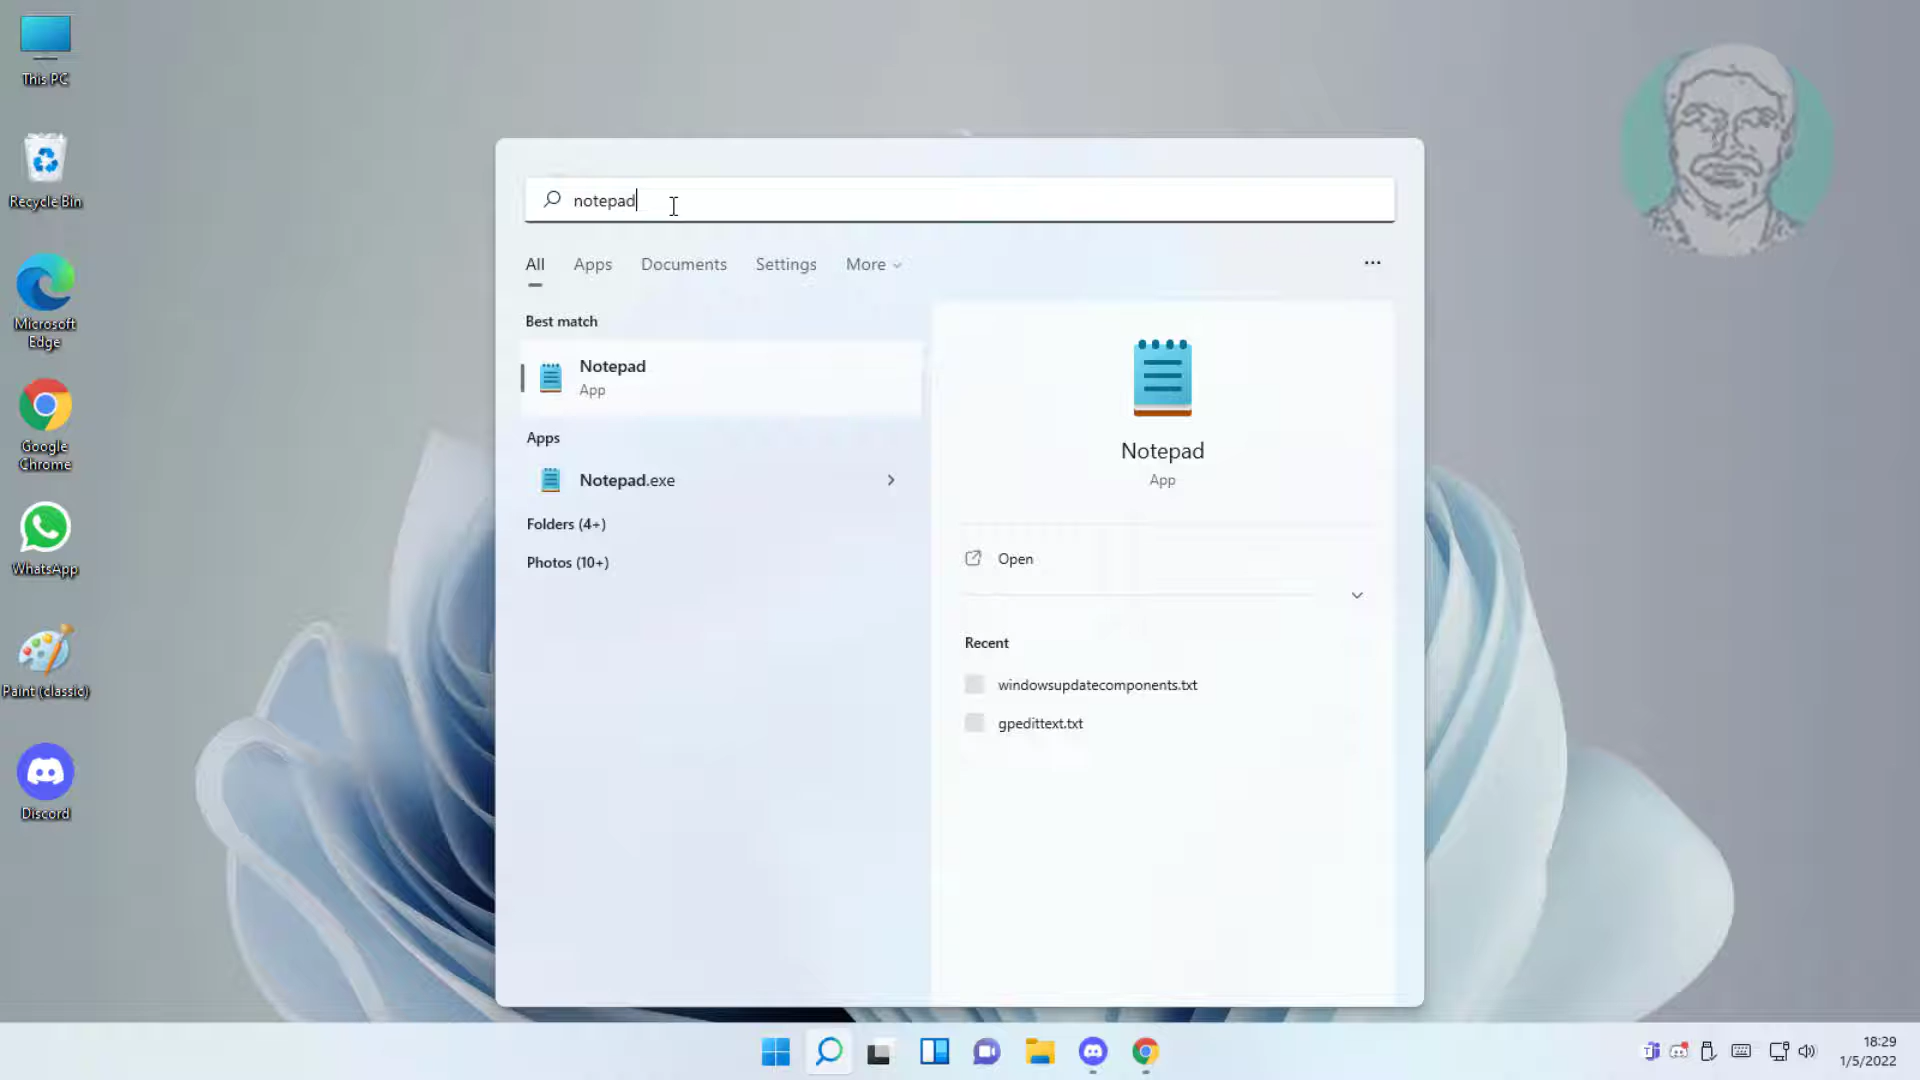 This PC
Recycle Bin
Microsoft
Edge
Google
Chrome
WhatsApp
Paint (classic)
Discord
notepad
All Apps Documents Settings More
Best match
Notepad
App
Apps
Notepad.exe
Folders (4+)
Photos (10+)
Notepad
App
Open
Recent
windowsupdatecomponents.txt
gpedittext.txt
18:29
1/5/2022